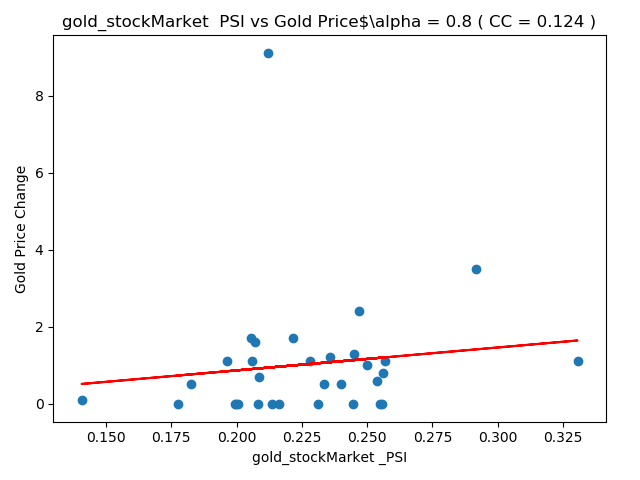 gold_stockMarket  PSI vs Gold Price$\alpha = 0.8 ( CC = 0.124 )
Gold Price Change
8
6
4
2
0
0.150 0.175 0.200 0.225 0.250 0.275 0.300 0.325
gold_stockMarket _PSI